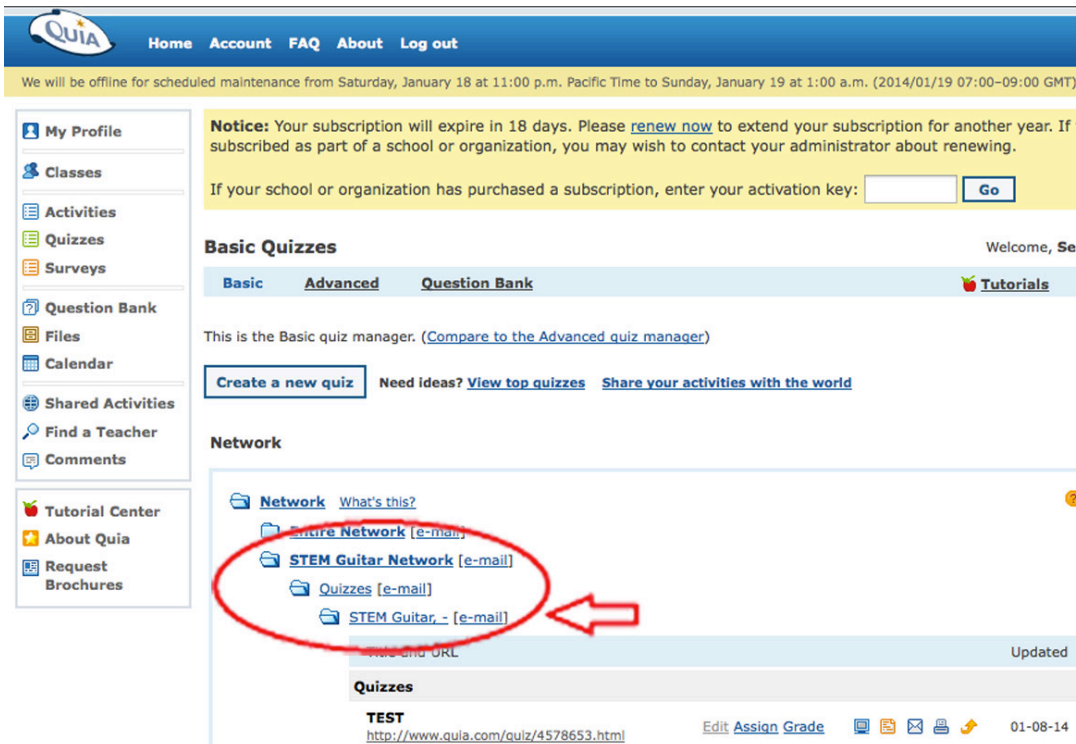 QUIA
Home Account FAQ About Log out
We will be offline for scheduled maintenance from Saturday, January 18 at 11:00 p.m. Pacific Time to Sunday, January 19 at 1:00 a.m. (2014/01/19 07:00–09:00 GMT)
My Profile
Classes
Activities
Quizzes
Surveys
Question Bank
Files
Calendar
Shared Activities
Find a Teacher
Comments
Tutorial Center
About Quia
Request
Brochures
Notice: Your subscription will expire in 18 days. Please renew now to extend your subscription for another year. If
subscribed as part of a school or organization, you may wish to contact your administrator about renewing.
If your school or organization has purchased a subscription, enter your activation key: Go
Basic Quizzes Welcome, Se
Basic Advanced Question Bank Tutorials
This is the Basic quiz manager. (Compare to the Advanced quiz manager)
Create a new quiz Need ideas? View top quizzes Share your activities with the world
Network
Network What's this?
Entire Network [e-mail]
STEM Guitar Network [e-mail]
Quizzes [e-mail]
STEM Guitar, - [e-mail]
Title and URL Updated
Quizzes
TEST
http://www.quia.com/quiz/4578653.html Edit Assign Grade 01-08-14